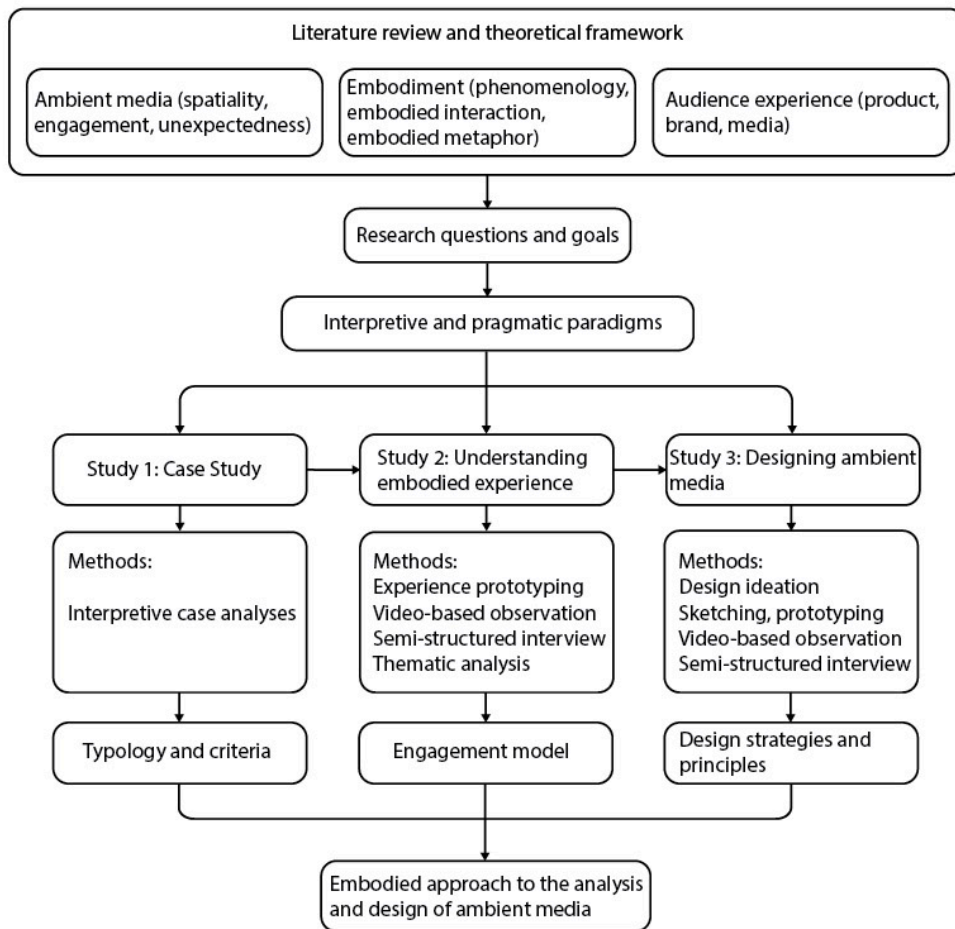 Literature review and theoretical framework
Ambient media (spatiality,
engagement, unexpectedness)
Embodiment (phenomenology,
embodied interaction,
embodied metaphor)
Audience experience (product,
brand, media)
Research questions and goals
Interpretive and pragmatic paradigms
Study 1: Case Study
Study 2: Understanding
embodied experience
Study 3: Designing ambient
media
Methods:
Interpretive case analyses
Methods:
Experience prototyping
Video-based observation
Semi-structured interview
Thematic analysis
Methods:
Design ideation
Sketching, prototyping
Video-based observation
Semi-structured interview
Typology and criteria
Engagement model
Design strategies and
principles
Embodied approach to the analysis
and design of ambient media